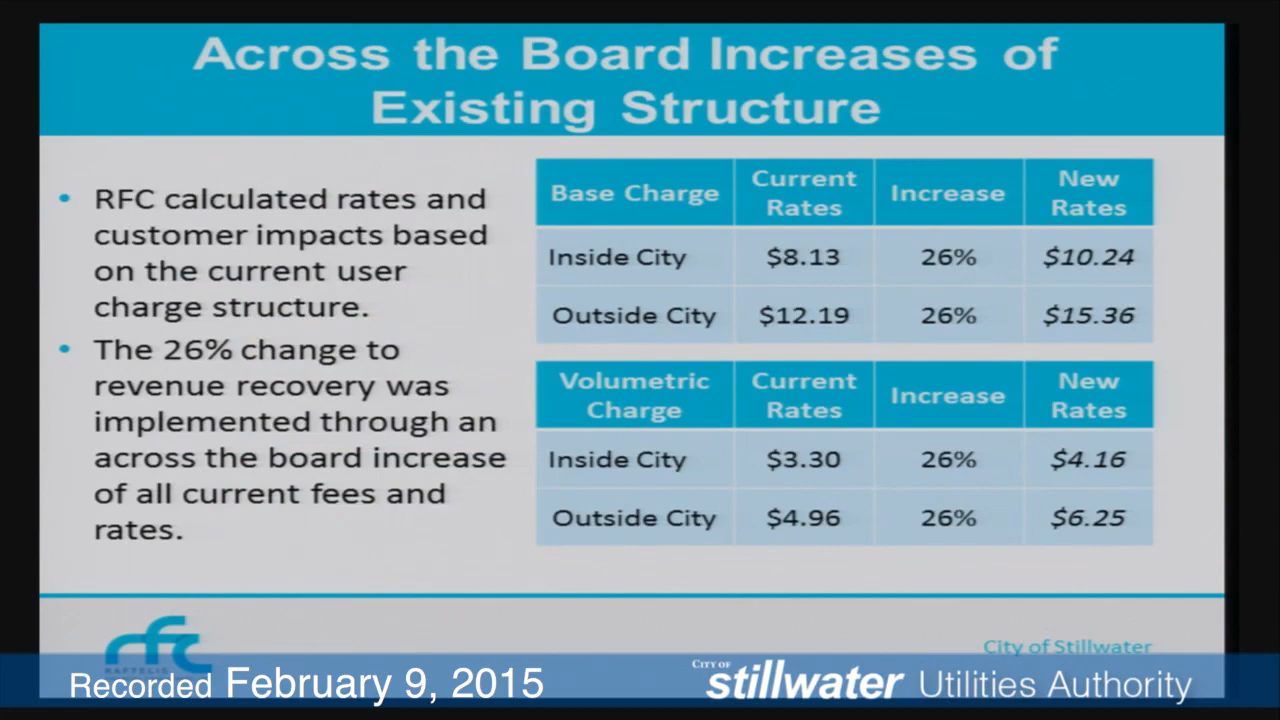 Across the Board Increases of
Existing Structure
• RFC calculated rates and
customer impacts based
on the current user
charge structure.
• The 26% change to
revenue recovery was
implemented through an
across the board increase
of all current fees and
rates.
Base Charge Current Rates Increase New Rates
Inside City $8.13 26% $10.24
Outside City $12.19 26% $15.36
Volumetric Charge Current Rates Increase New Rates
Inside City $3.30 26% $4.16
Outside City $4.96 26% $6.25
rfc
City of Stillwater
Recorded February 9, 2015
CITY OF stillwater Utilities Authority